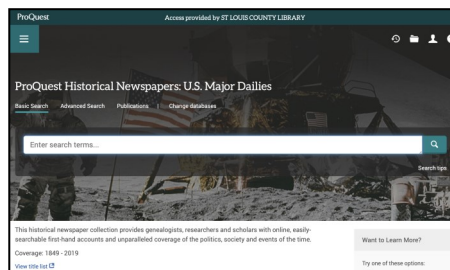 ProQuest
Access provided by ST LOUIS COUNTY LIBRARY
ProQuest Historical Newspapers: U.S. Major Dailies
Basic Search Advanced Search Publications | Change databases
Enter search terms...
Search tips
This historical newspaper collection provides genealogists, researchers and scholars with online, easily-
searchable first-hand accounts and unparalleled coverage of the politics, society and events of the time.
Coverage: 1849 - 2019
View title list
Want to Learn More?
Try one of these options: